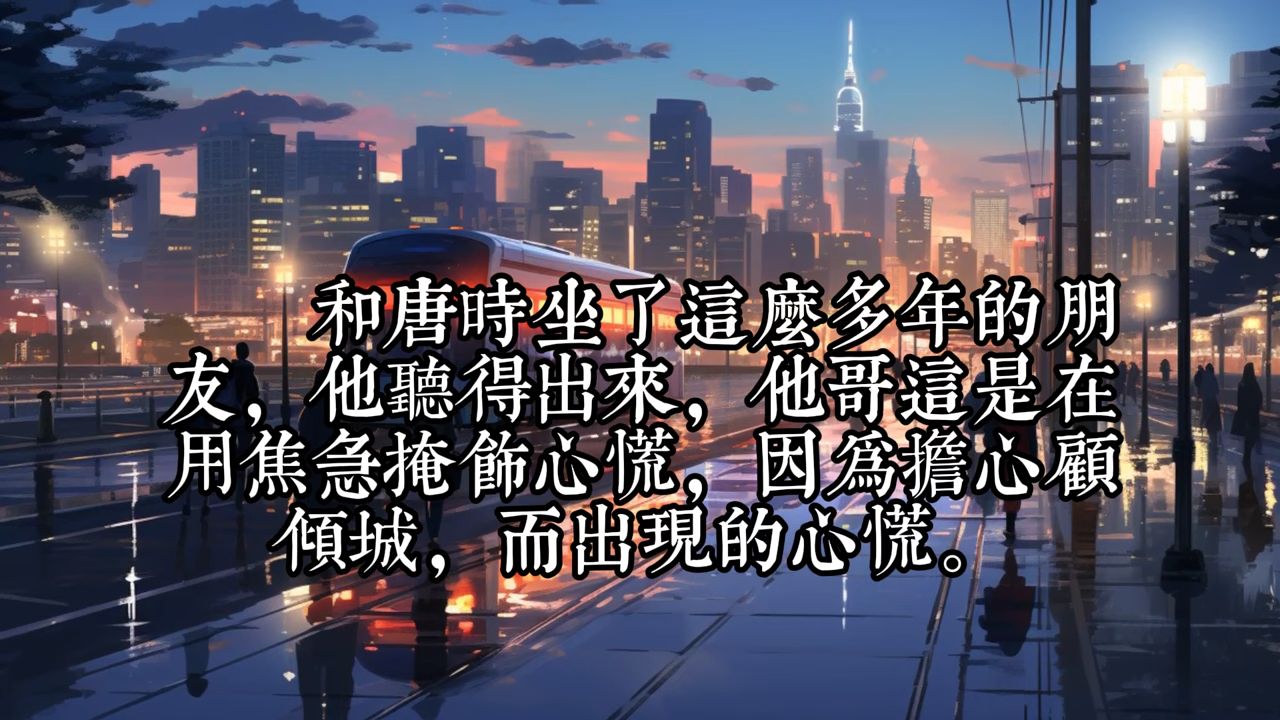 和唐時坐了這麼多年的朋
友，他聽得出來，他哥這是在
用焦急掩飾心慌，因爲擔心顧
傾城，而出現的心慌。